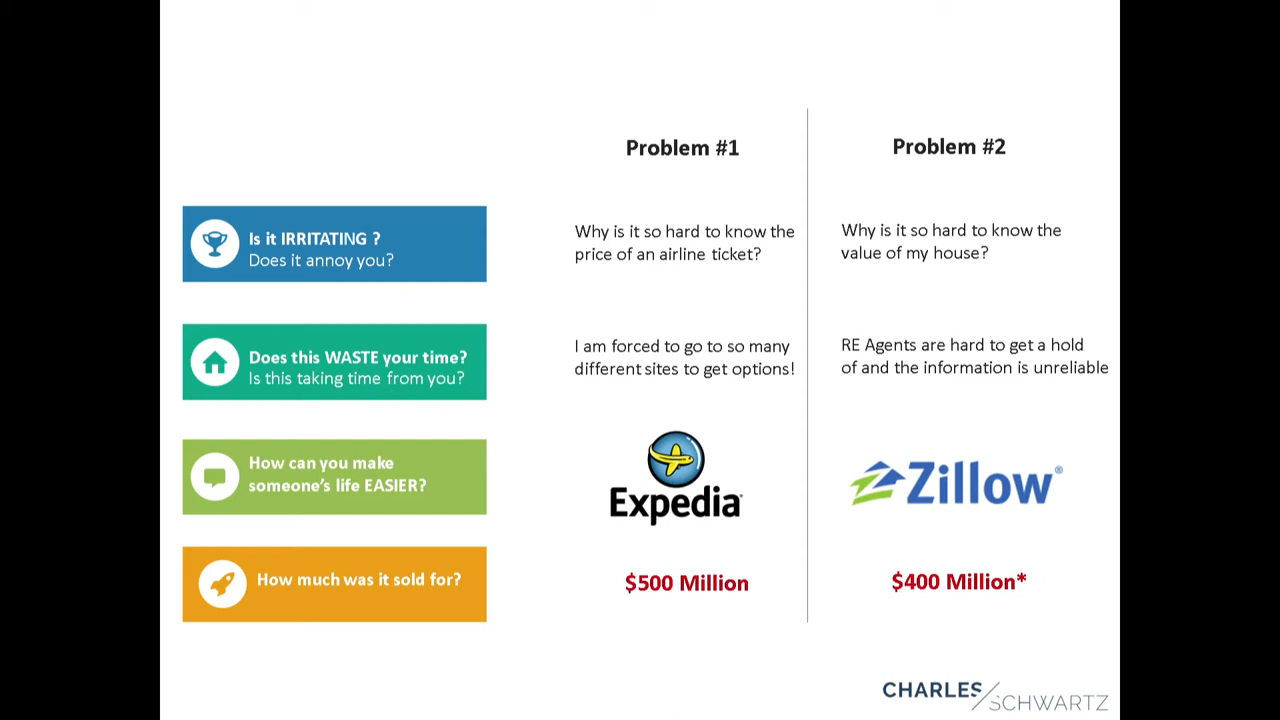 Problem #1
Problem #2
Is it IRRITATING ?
Does it annoy you?
Why is it so hard to know the
price of an airline ticket?
Why is it so hard to know the
value of my house?
Does this WASTE your time?
Is this taking time from you?
I am forced to go to so many
different sites to get options!
RE Agents are hard to get a hold
of and the information is unreliable
How can you make
someone's life EASIER?
Expedia
Zillow®
How much was it sold for?
$500 Million
$400 Million*
CHARLES/SCHWARTZ